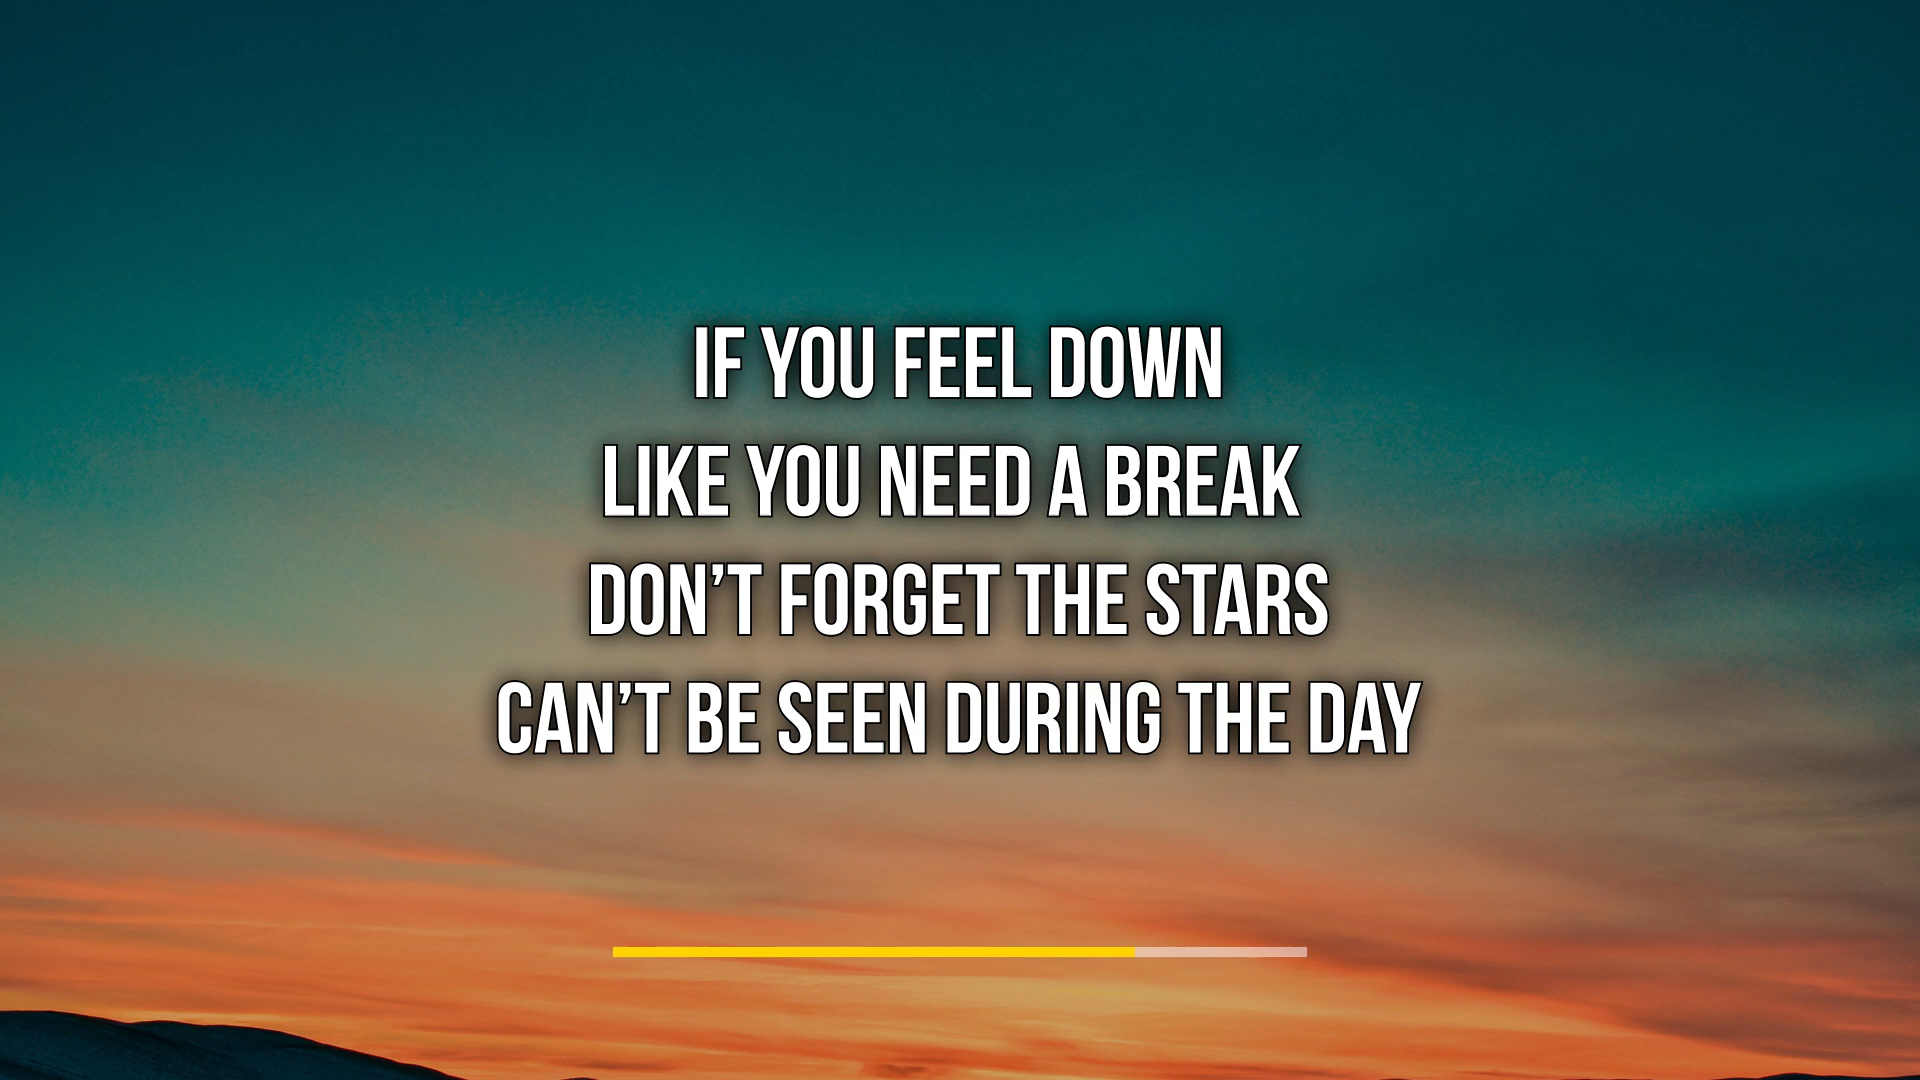 IF YOU FEEL DOWN
LIKE YOU NEED A BREAK
DON’T FORGET THE STARS
CAN’T BE SEEN DURING THE DAY